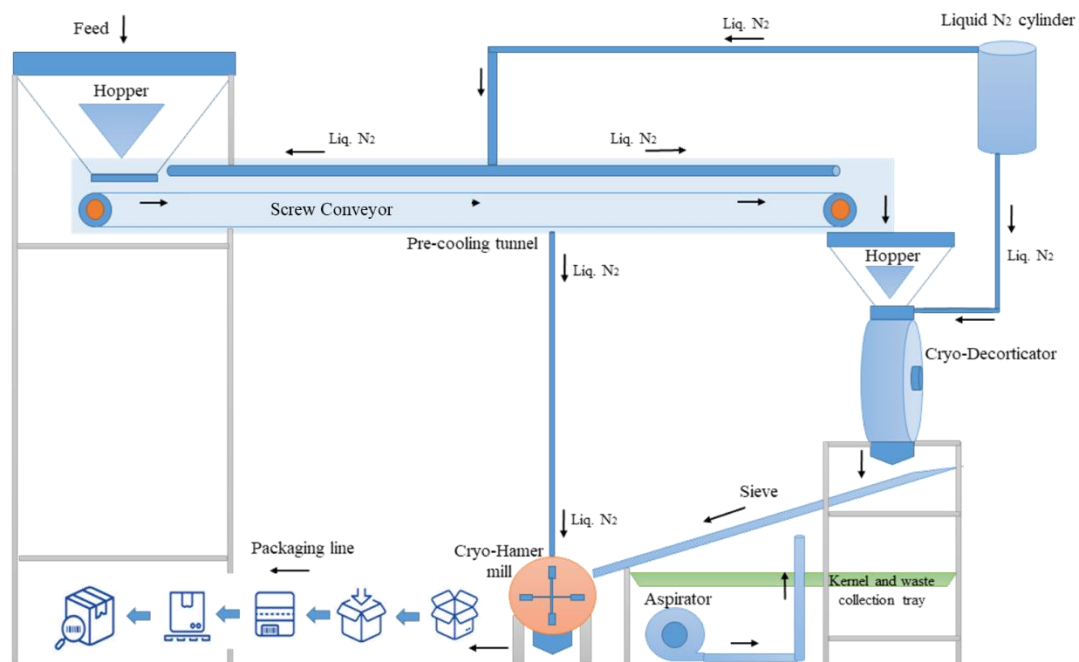 Feed
Liq. N₂
Liquid N₂ cylinder
Hopper
Liq. N₂
Liq. N₂
Screw Conveyor
Pre-cooling tunnel
Liq. N₂
Hopper
Liq. N₂
Cryo-Decorticator
Sieve
Liq. N₂
Packaging line
Cryo-Hamer
mill
Kernel and waste
collection tray
Aspirator